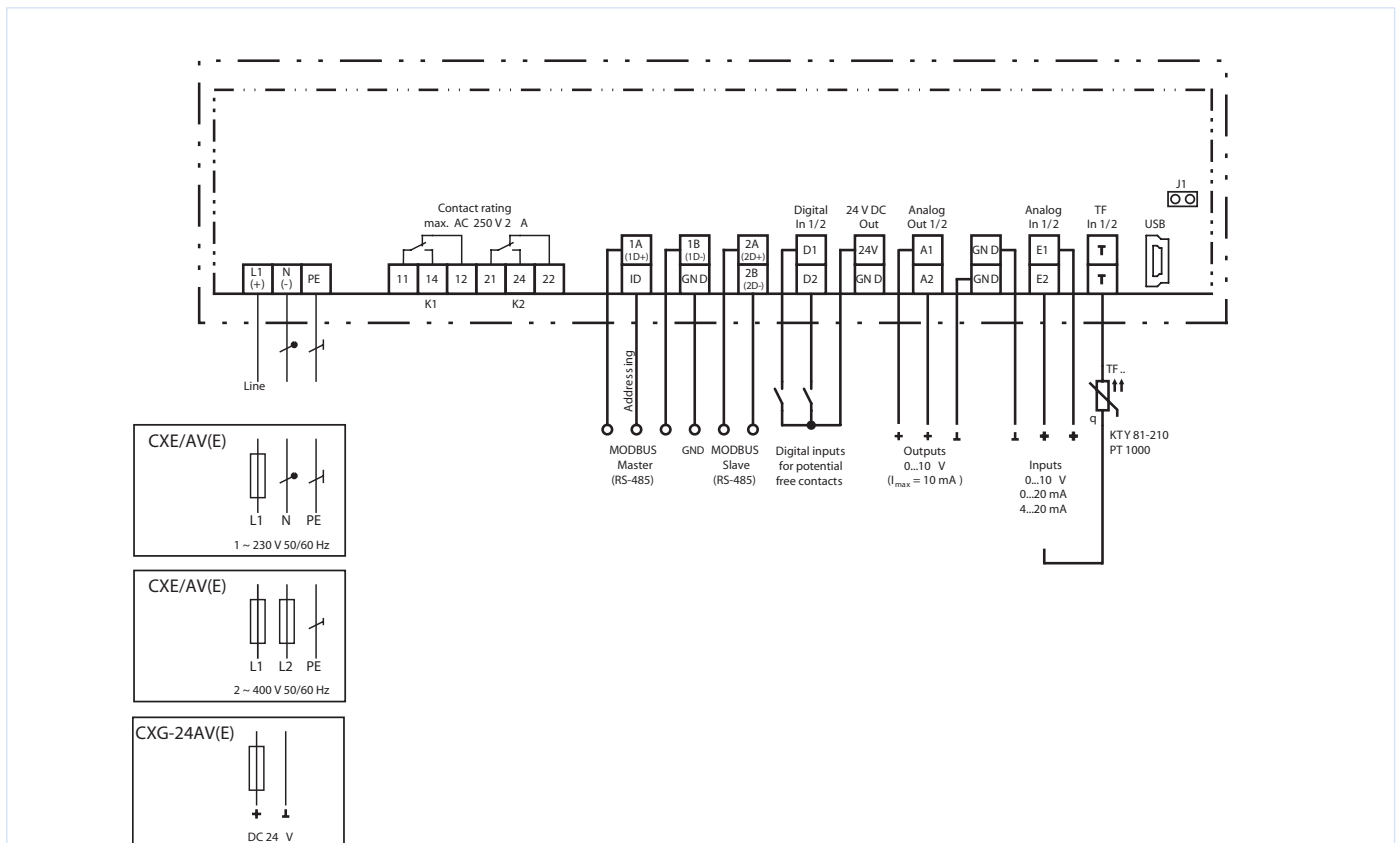 J1
Contact rating
max. AC 250 V 2 A
Digital
In 1/2
24 V DC
Out
Analog
Out 1/2
Analog
In 1/2
TF
In 1/2
USB
1A
(1D+)
1B
(1D-)
2A
(2D+)
D1
24V
A1
GND
E1
T
L1
(+)
N
(-)
PE
11
14
12
21
24
22
ID
GND
2B
(2D-)
D2
GND
A2
GND
E2
T
K1
K2
Line
Addressing
TF ..
q
KTY 81-210
PT 1000
MODBUS
Master
(RS-485)
GND
MODBUS
Slave
(RS-485)
Digital inputs
for potential
free contacts
+
+
⊥
Outputs
0...10 V
(Imax = 10 mA )
⊥
+
+
Inputs
0...10 V
0...20 mA
4...20 mA
CXE/AV(E)
L1 N PE
1 ~ 230 V 50/60 Hz
CXE/AV(E)
L1 L2 PE
2 ~ 400 V 50/60 Hz
CXG-24AV(E)
+ ⊥
DC 24 V